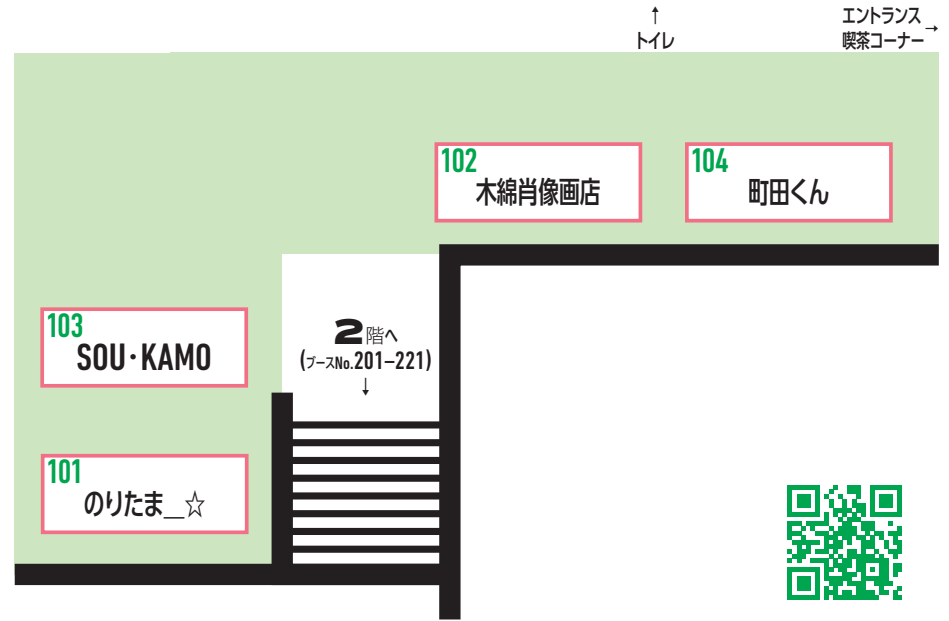 ↑
トイレ
エントランス
喫茶コーナー→
102
木綿肖像画店
104
町田くん
103
SOU・KAMO
2階へ
(ブースNo.201–221)
↓
101
のりたま__☆